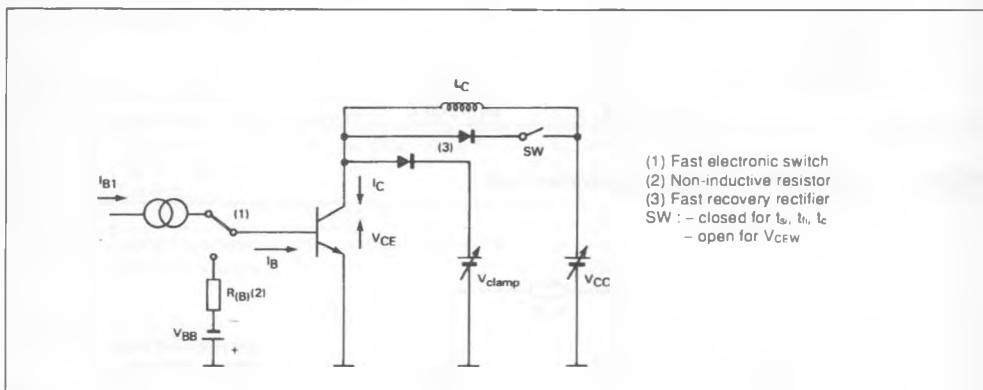 LC
(3)
SW
(1) Fast electronic switch
(2) Non-inductive resistor
(3) Fast recovery rectifier
SW : – closed for tsi, tfi, tc
– open for VCEW
IB1
(1)
IC
VCE
IB
Vclamp
VCC
R(B)(2)
–
VBB
+